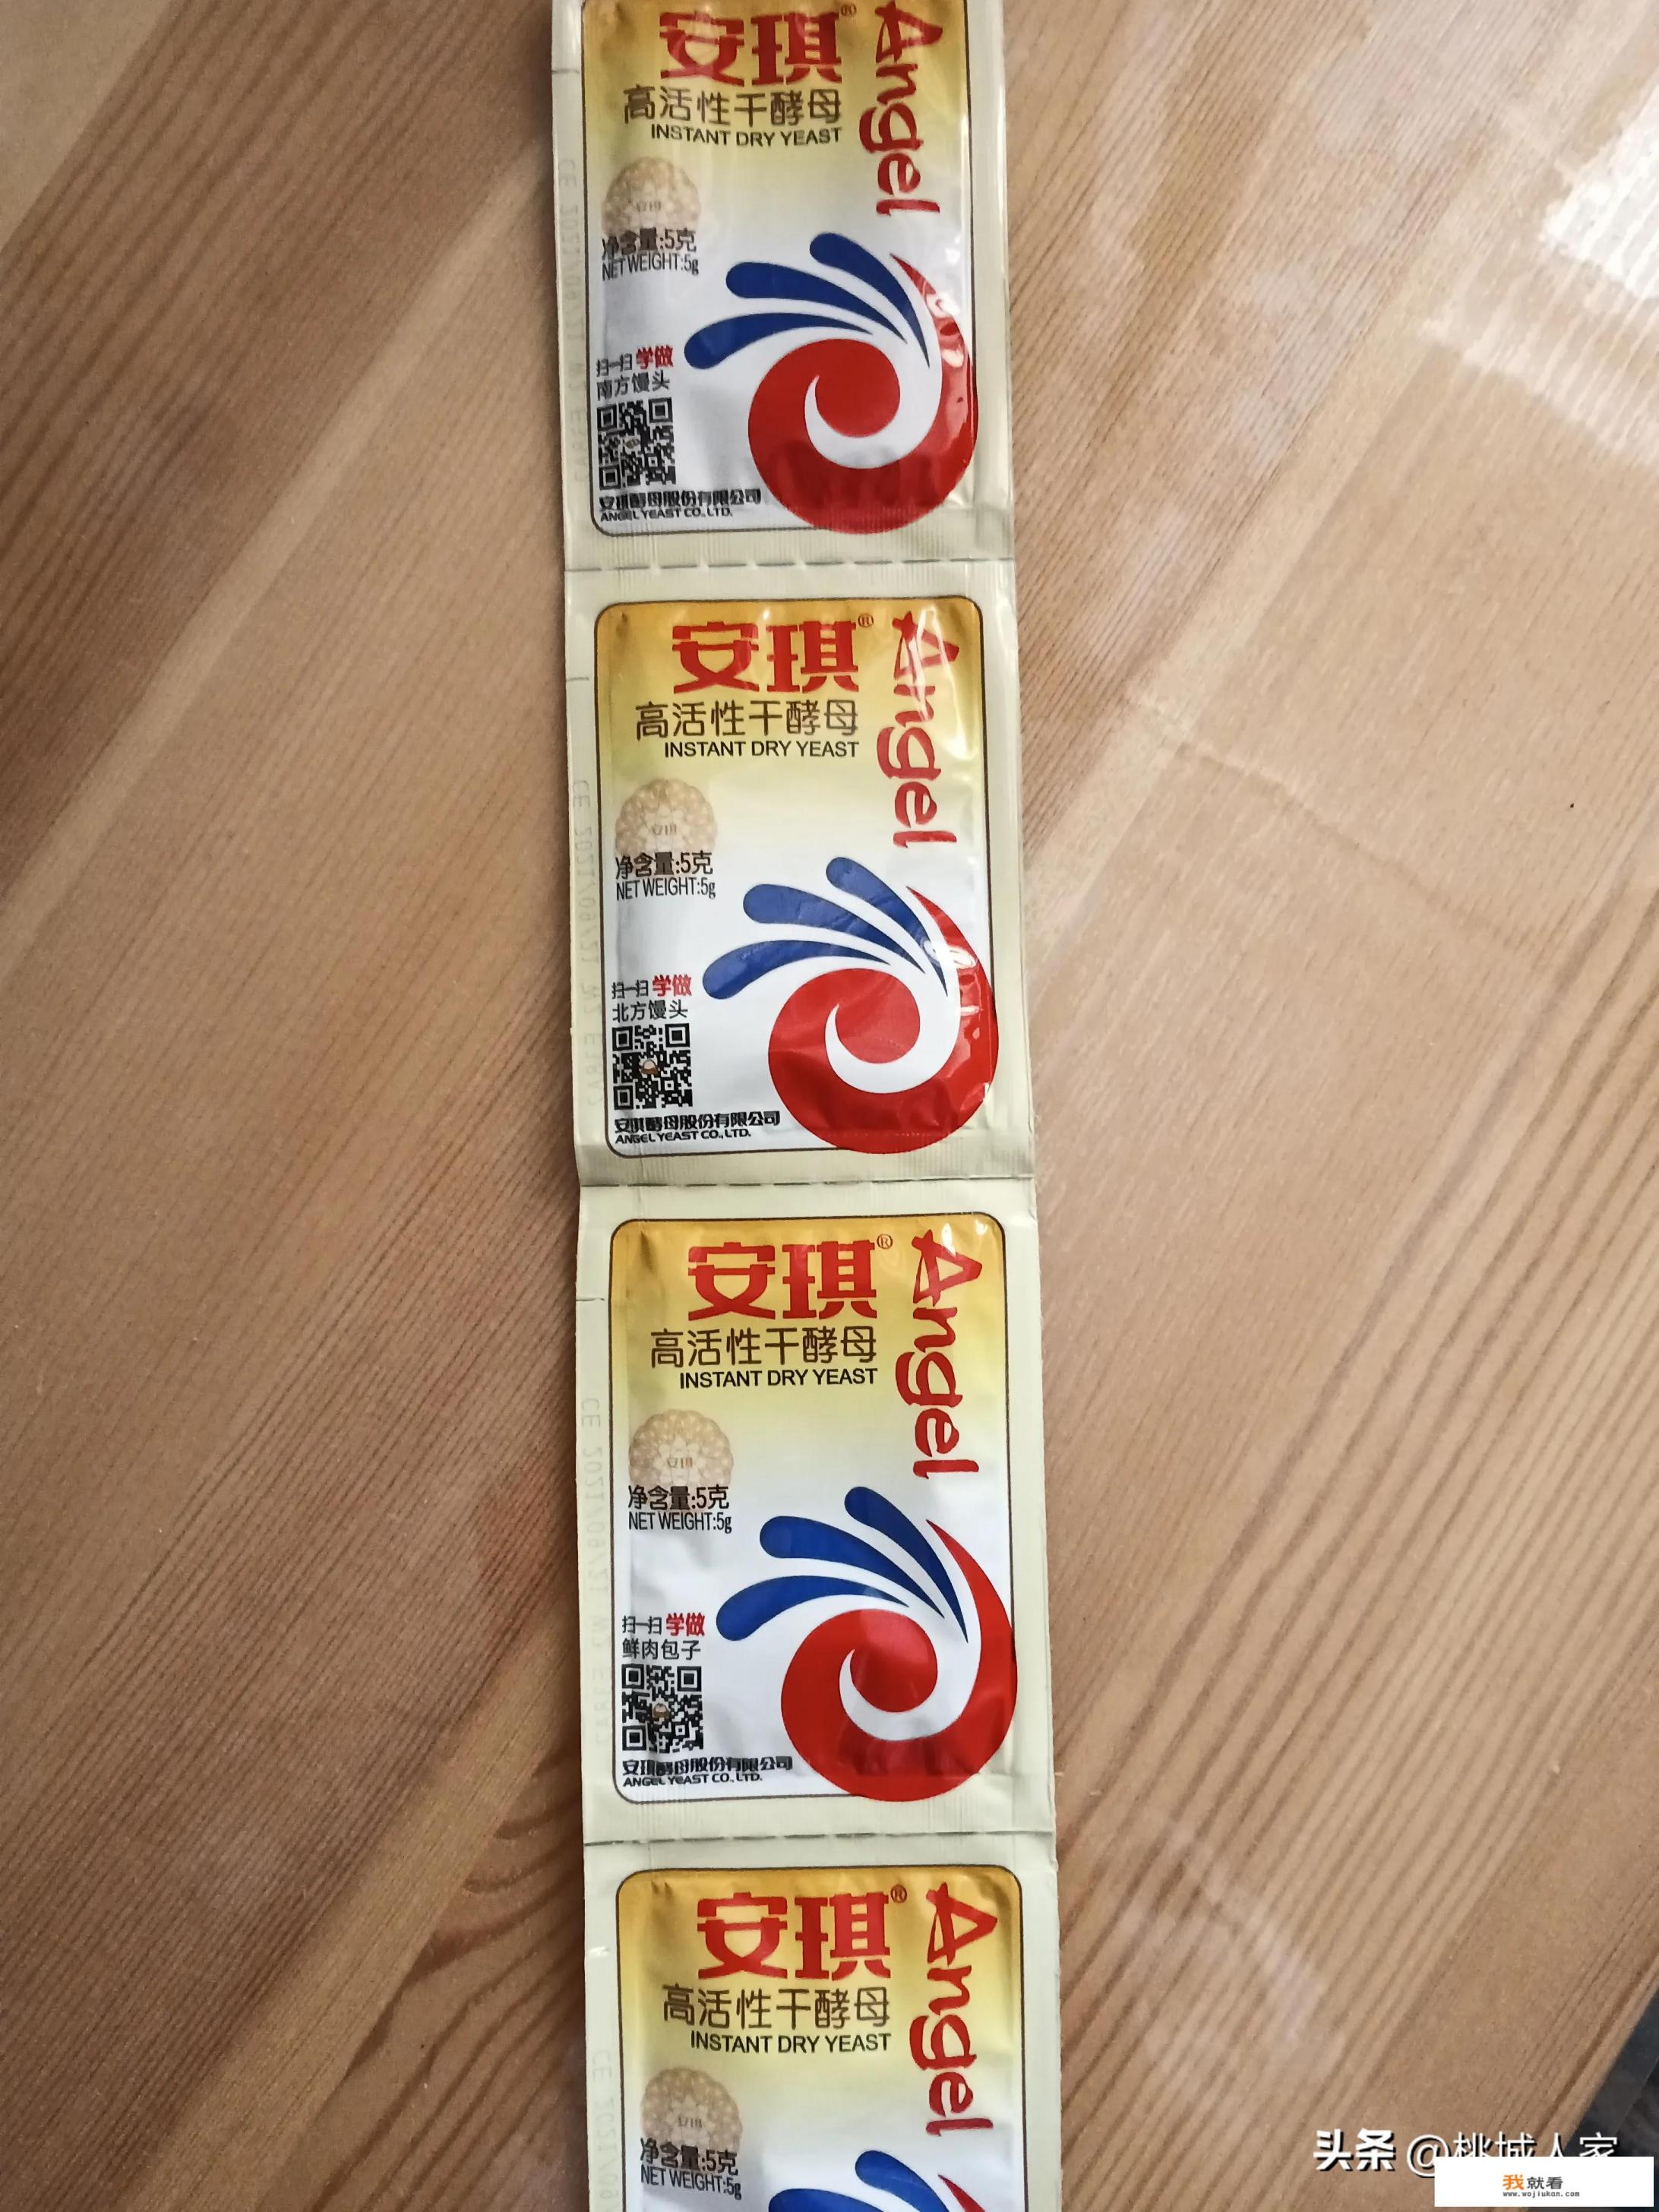 安琪®
Angel
高活性干酵母
INSTANT DRY YEAST
安琪
净含量:5克
NET WEIGHT:5g
扫一扫 学做
南方馒头
安琪酵母股份有限公司
ANGEL YEAST CO.,LTD.
安琪®
Angel
高活性干酵母
INSTANT DRY YEAST
安琪
净含量:5克
NET WEIGHT:5g
扫一扫 学做
北方馒头
安琪酵母股份有限公司
ANGEL YEAST CO.,LTD.
安琪®
Angel
高活性干酵母
INSTANT DRY YEAST
安琪
净含量:5克
NET WEIGHT:5g
扫一扫 学做
鲜肉包子
安琪酵母股份有限公司
ANGEL YEAST CO.,LTD.
安琪®
Angel
高活性干酵母
INSTANT DRY YEAST
安琪
净含量:5克
NET WEIGHT:5g
头条 @桃城人家
我就看
www.wojiukan.com